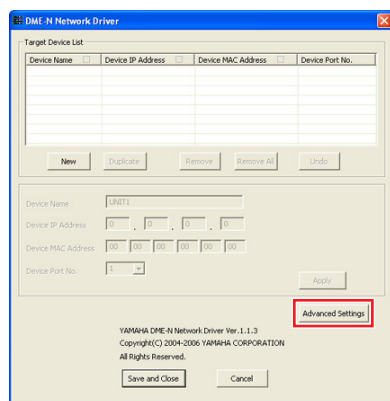 DME-N Network Driver
Target Device List
Device Name Device IP Address Device MAC Address Device Port No.
New Duplicate Remove Remove All Undo
Device Name UNIT1
Device IP Address 0 . 0 . 0 . 0
Device MAC Address 00 00 00 00 00 00
Device Port No. 1
Apply
Advanced Settings
YAMAHA DME-N Network Driver Ver.1.1.3
Copyright(C) 2004-2006 YAMAHA CORPORATION
All Rights Reserved.
Save and Close Cancel